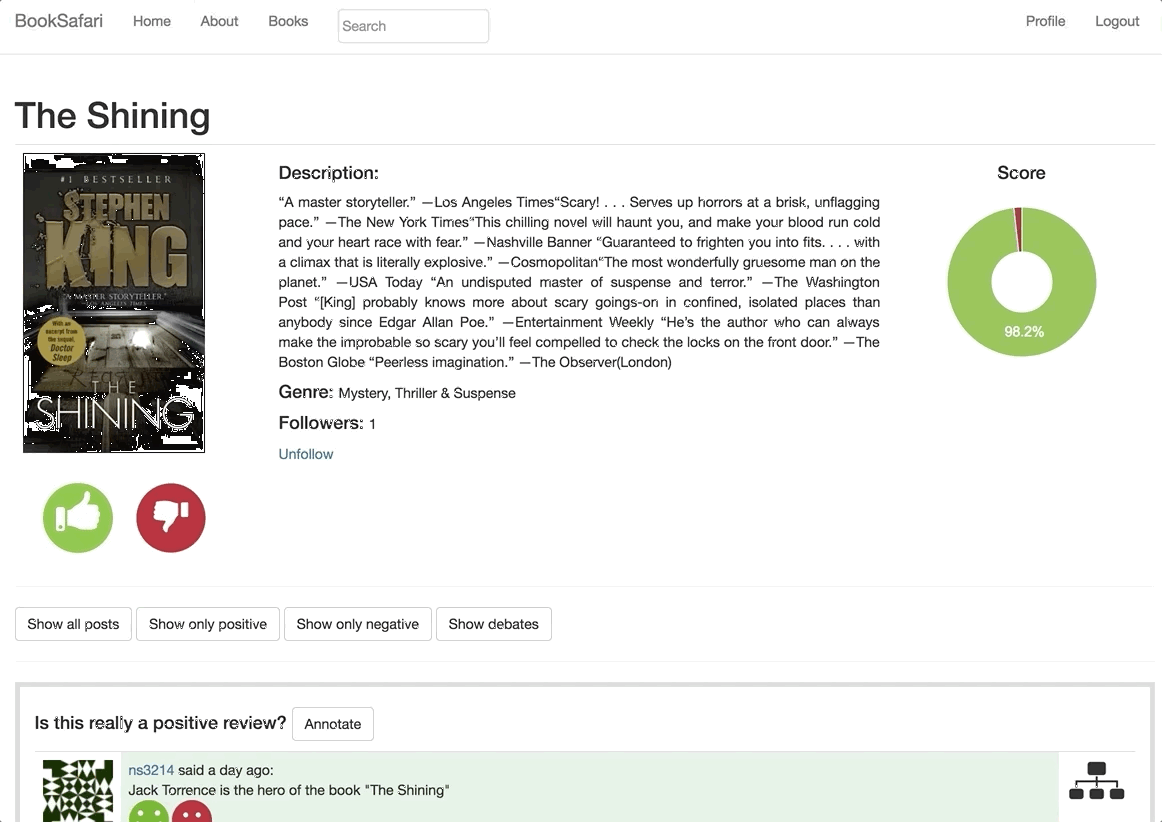 BookSafari Home About Books Search Profile Logout
The Shining
#1 BESTSELLER
STEPHEN
KING
"A MASTER STORYTELLER."
LOS ANGELES TIMES
With an
excerpt from
the sequel,
Doctor
Sleep
THE
SHINING
Description:
“A master storyteller.” —Los Angeles Times“Scary! . . . Serves up horrors at a brisk, unflagging
pace.” —The New York Times“This chilling novel will haunt you, and make your blood run cold
and your heart race with fear.” —Nashville Banner “Guaranteed to frighten you into fits. . . . with
a climax that is literally explosive.” —Cosmopolitan“The most wonderfully gruesome man on the
planet.” —USA Today “An undisputed master of suspense and terror.” —The Washington
Post “[King] probably knows more about scary goings-on in confined, isolated places than
anybody since Edgar Allan Poe.” —Entertainment Weekly “He’s the author who can always
make the improbable so scary you’ll feel compelled to check the locks on the front door.” —The
Boston Globe “Peerless imagination.” —The Observer(London)
Genre: Mystery, Thriller & Suspense
Followers: 1
Unfollow
Score
98.2%
Show all posts Show only positive Show only negative Show debates
Is this really a positive review? Annotate
ns3214 said a day ago:
Jack Torrence is the hero of the book "The Shining"